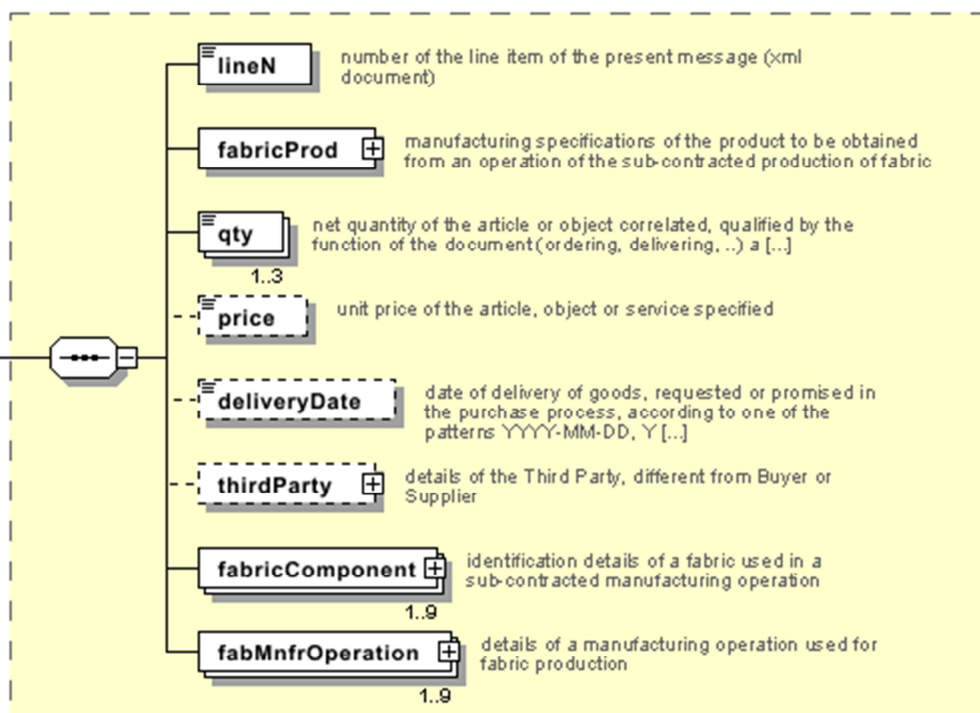 lineN
number of the line item of the present message (xml
document)
fabricProd
manufacturing specifications of the product to be obtained
from an operation of the sub-contracted production of fabric
qty
net quantity of the article or object correlated, qualified by the
function of the document (ordering, delivering, ..) a [...]
1..3
price
unit price of the article, object or service specified
deliveryDate
date of delivery of goods, requested or promised in
the purchase process, according to one of the
patterns YYYY-MM-DD, Y [...]
thirdParty
details of the Third Party, different from Buyer or
Supplier
fabricComponent
identification details of a fabric used in a
sub-contracted manufacturing operation
1..9
fabMnfrOperation
details of a manufacturing operation used for
fabric production
1..9